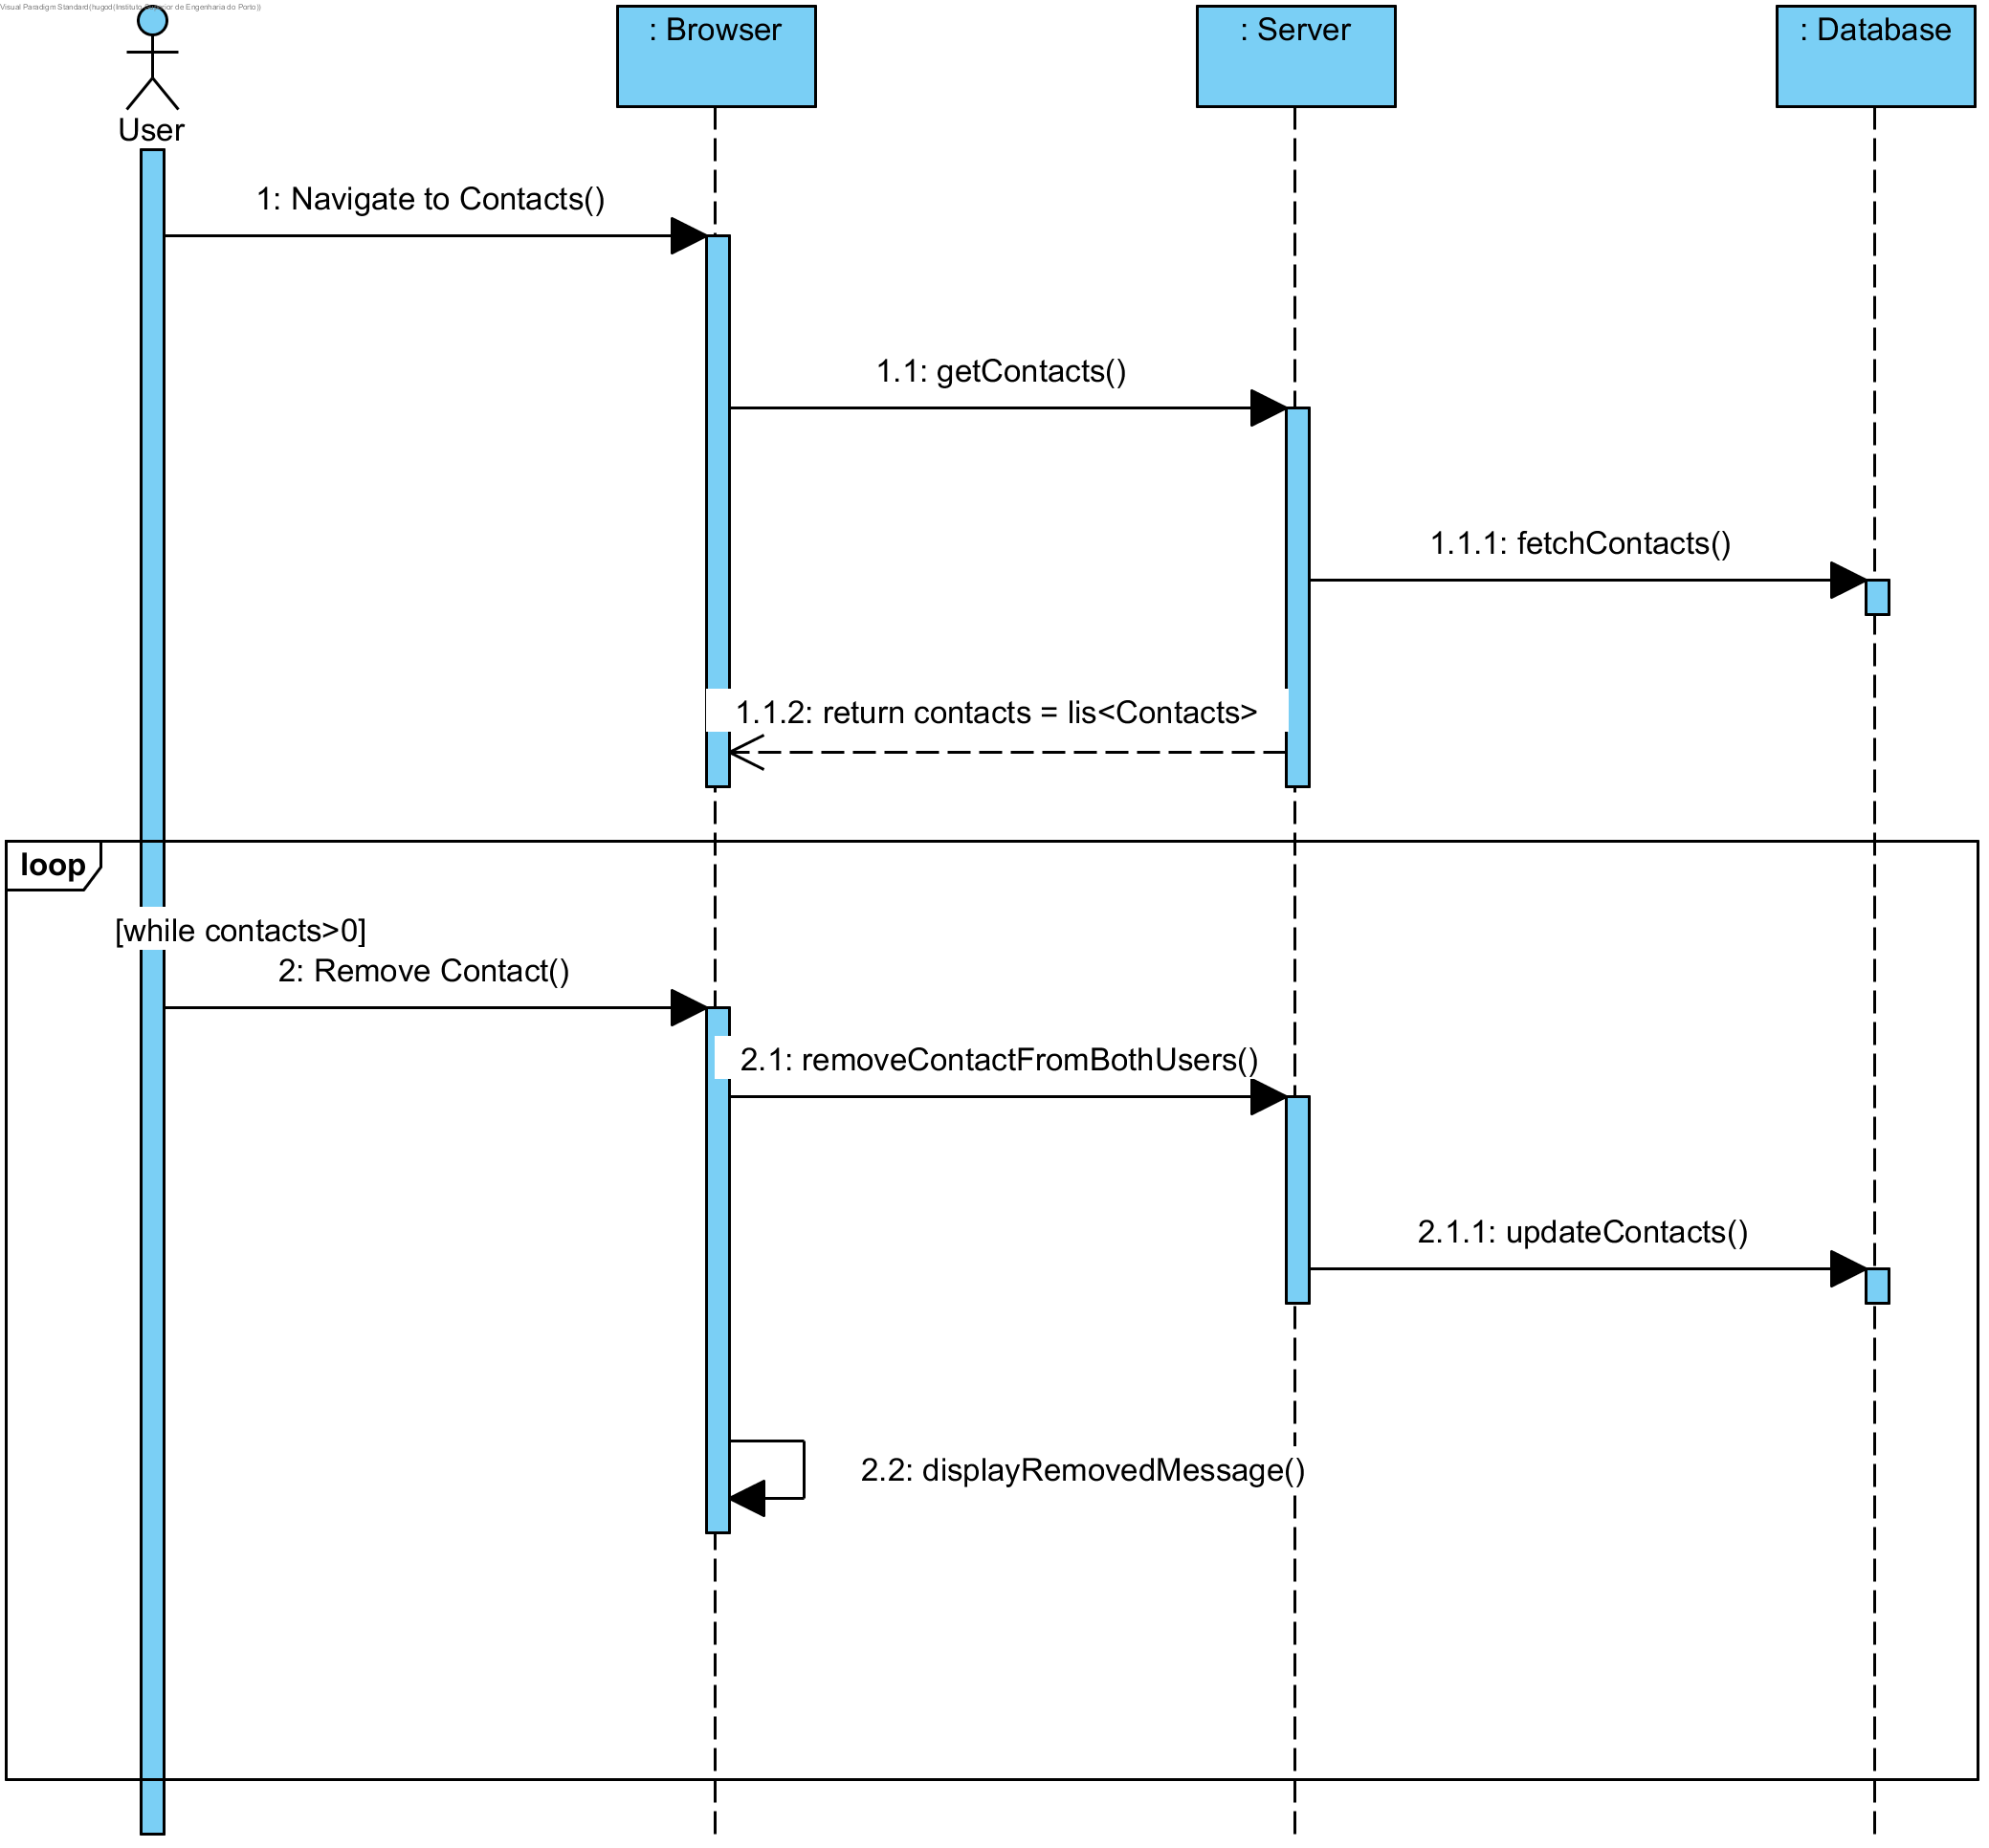 Visual Paradigm Standard(hugod(Instituto Superior de Engenharia do Porto))
: Browser
: Server
: Database
User
1: Navigate to Contacts()
1.1: getContacts()
1.1.1: fetchContacts()
1.1.2: return contacts = lis<Contacts>
loop
[while contacts>0]
2: Remove Contact()
2.1: removeContactFromBothUsers()
2.1.1: updateContacts()
2.2: displayRemovedMessage()